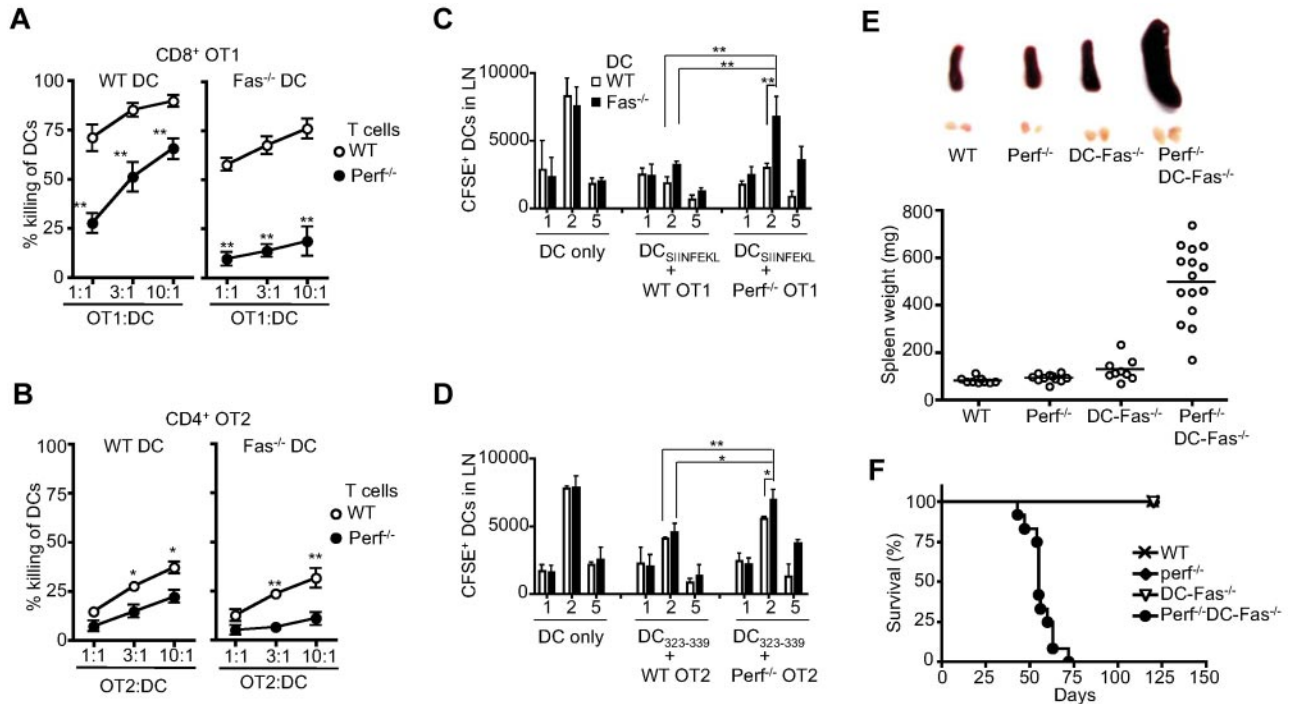 A
CD8⁺ OT1
WT DC
Fas⁻/⁻ DC
% killing of DCs
100
75
50
25
0
**
**
**
**
**
**
T cells
WT
Perf⁻/⁻
1:1 3:1 10:1
1:1 3:1 10:1
OT1:DC
OT1:DC
B
CD4⁺ OT2
WT DC
Fas⁻/⁻ DC
% killing of DCs
100
75
50
25
0
*
*
**
**
T cells
WT
Perf⁻/⁻
1:1 3:1 10:1
1:1 3:1 10:1
OT2:DC
OT2:DC
C
CFSE⁺ DCs in LN
10000
5000
0
DC
WT
Fas⁻/⁻
**
**
**
1 2 5
1 2 5
1 2 5
DC only
DC SIINFEKL
+
WT OT1
DC SIINFEKL
+
Perf⁻/⁻ OT1
D
CFSE⁺ DCs in LN
10000
5000
0
**
*
*
1 2 5
1 2 5
1 2 5
DC only
DC 323-339
+
WT OT2
DC 323-339
+
Perf⁻/⁻ OT2
E
WT
Perf⁻/⁻
DC-Fas⁻/⁻
Perf⁻/⁻
DC-Fas⁻/⁻
Spleen weight (mg)
800
600
400
200
0
WT
Perf⁻/⁻
DC-Fas⁻/⁻
Perf⁻/⁻
DC-Fas⁻/⁻
F
Survival (%)
100
75
50
25
0
0 25 50 75 100 125 150
Days
WT
perf⁻/⁻
DC-Fas⁻/⁻
Perf⁻/⁻DC-Fas⁻/⁻